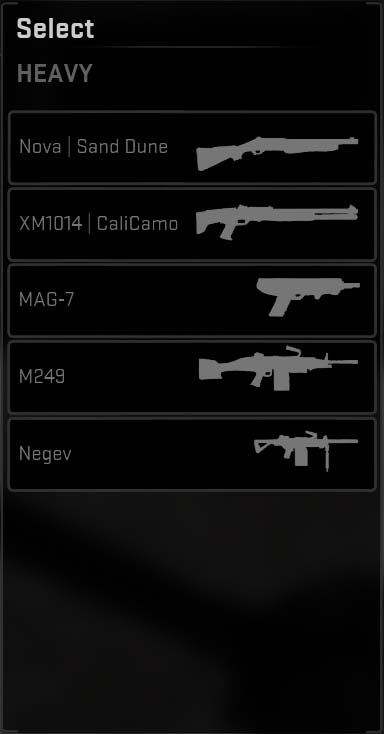 Select
HEAVY
Nova | Sand Dune
XM1014 | CaliCamo
MAG-7
M249
Negev